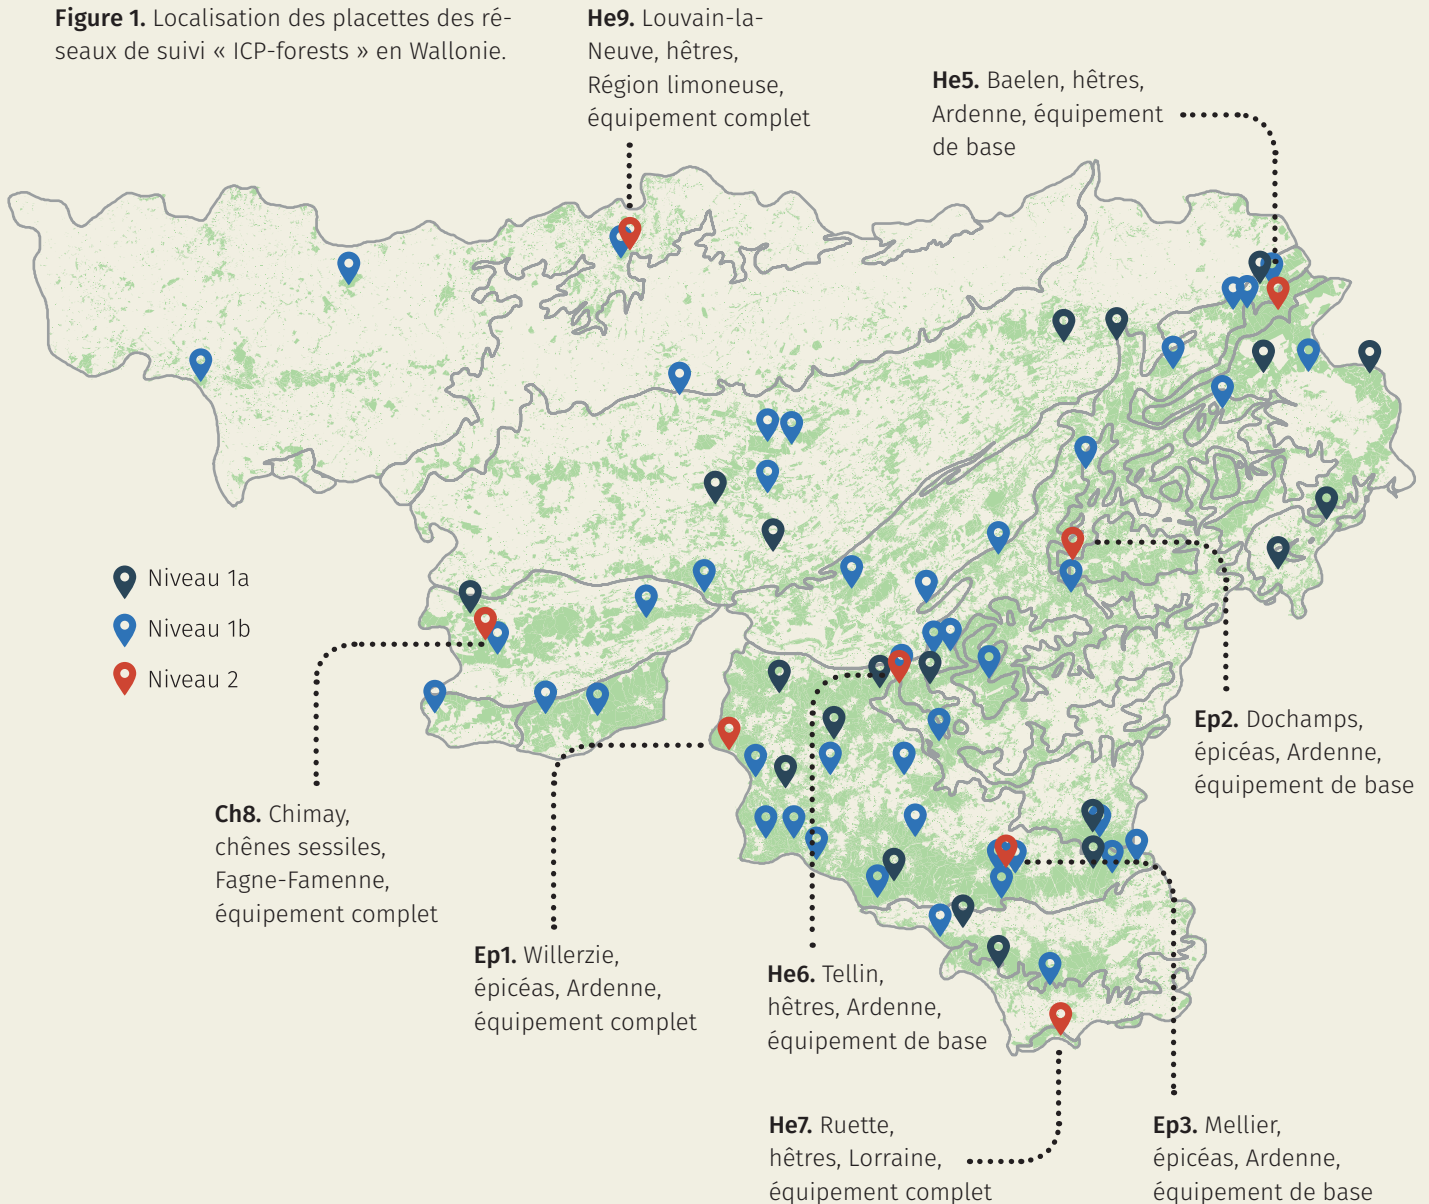 Figure 1. Localisation des placettes des ré-
seaux de suivi « ICP-forests » en Wallonie.
He9. Louvain-la-
Neuve, hêtres,
Région limoneuse,
équipement complet
He5. Baelen, hêtres,
Ardenne, équipement
de base
Niveau 1a
Niveau 1b
Niveau 2
Ep2. Dochamps,
épicéas, Ardenne,
équipement de base
Ch8. Chimay,
chênes sessiles,
Fagne-Famenne,
équipement complet
Ep1. Willerzie,
épicéas, Ardenne,
équipement complet
He6. Tellin,
hêtres, Ardenne,
équipement de base
He7. Ruette,
hêtres, Lorraine,
équipement complet
Ep3. Mellier,
épicéas, Ardenne,
équipement de base